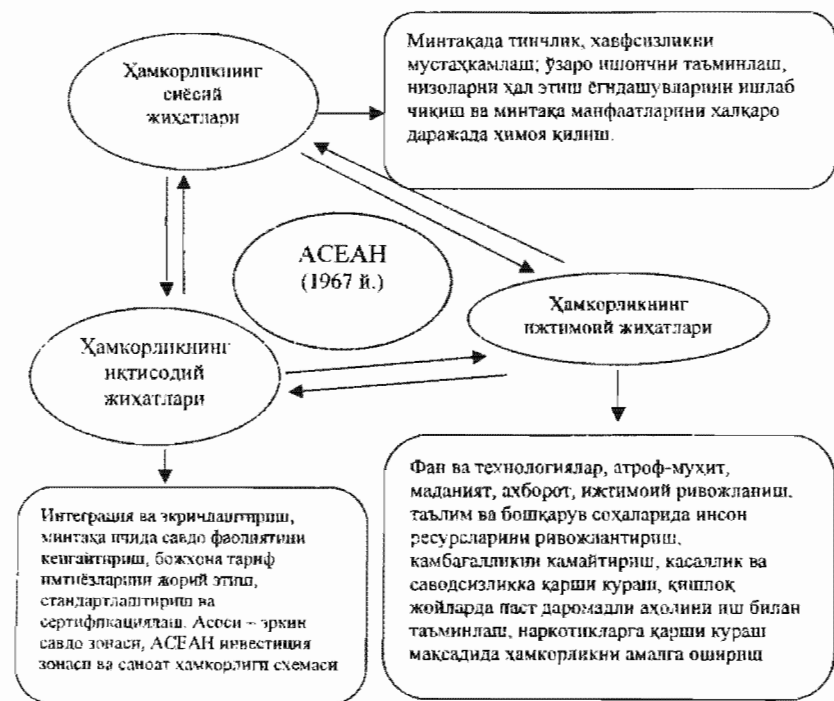 Ҳамкорликнинг
сиёсий
жиҳатлари
Минтақада тинчлик, хавфсизликни
мустаҳкамлаш; ўзаро ишончни таъминлаш,
низоларни ҳал этиш ёндашувларини ишлаб
чиқиш ва минтақа манфаатларини халқаро
даражада ҳимоя қилиш.
АСЕАН
(1967 й.)
Ҳамкорликнинг
ижтимоий жиҳатлари
Ҳамкорликнинг
иқтисодий
жиҳатлари
Интеграция ва эркинлаштириш,
минтақа ичида савдо фаолиятини
кенгайтириш, божхона тариф
имтиёзларини жорий этиш,
стандартлаштириш ва
сертификациялаш. Асоси – эркин
савдо зонаси, АСЕАН инвестиция
зонаси ва саноат ҳамкорлиги схемаси
Фан ва технологиялар, атроф-муҳит,
маданият, ахборот, ижтимоий ривожланиш,
таълим ва бошқарув соҳаларида инсон
ресурсларини ривожлантириш,
камбағалликни камайтириш, касаллик ва
саводсизликка қарши кураш, қишлоқ
жойларда паст даромадли аҳолини иш билан
таъминлаш, наркотикларга қарши кураш
мақсадида ҳамкорликни амалга ошириш